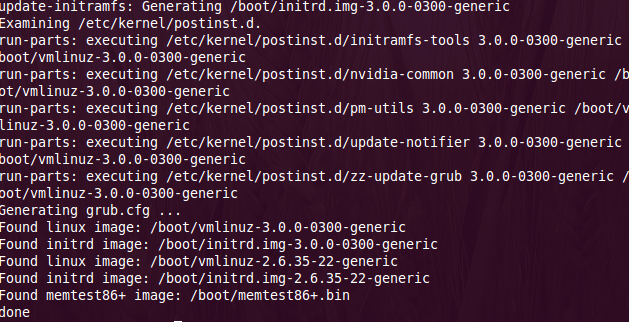 update-initramfs: Generating /boot/initrd.img-3.0.0-0300-generic
Examining /etc/kernel/postinst.d.
run-parts: executing /etc/kernel/postinst.d/initramfs-tools 3.0.0-0300-generic
boot/vmlinuz-3.0.0-0300-generic
run-parts: executing /etc/kernel/postinst.d/nvidia-common 3.0.0-0300-generic /b
ot/vmlinuz-3.0.0-0300-generic
run-parts: executing /etc/kernel/postinst.d/pm-utils 3.0.0-0300-generic /boot/v
linuz-3.0.0-0300-generic
run-parts: executing /etc/kernel/postinst.d/update-notifier 3.0.0-0300-generic
boot/vmlinuz-3.0.0-0300-generic
run-parts: executing /etc/kernel/postinst.d/zz-update-grub 3.0.0-0300-generic /
oot/vmlinuz-3.0.0-0300-generic
Generating grub.cfg ...
Found linux image: /boot/vmlinuz-3.0.0-0300-generic
Found initrd image: /boot/initrd.img-3.0.0-0300-generic
Found linux image: /boot/vmlinuz-2.6.35-22-generic
Found initrd image: /boot/initrd.img-2.6.35-22-generic
Found memtest86+ image: /boot/memtest86+.bin
done